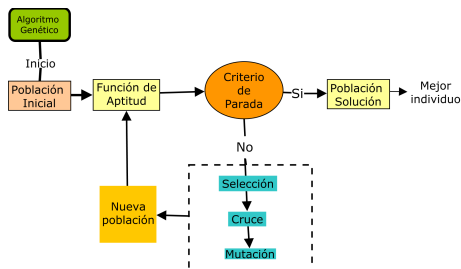 Algoritmo
Genético
Inicio
Población
Inicial
Función de
Aptitud
Criterio
de
Parada
Si
Población
Solución
Mejor
individuo
No
Selección
Cruce
Mutación
Nueva
población